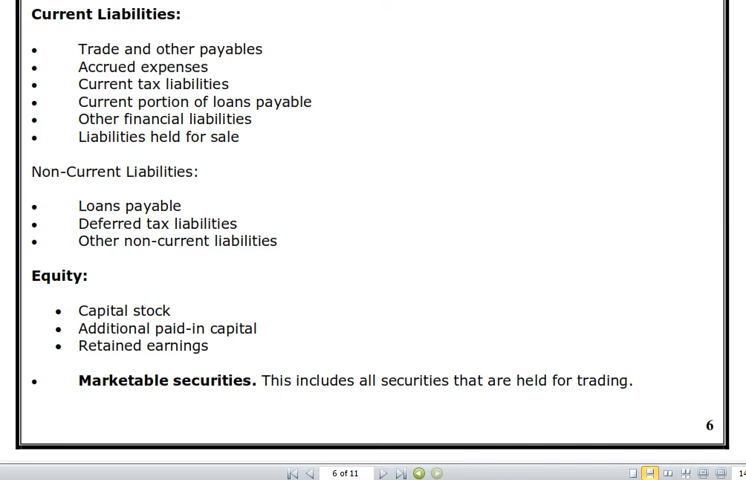 Current Liabilities:
• Trade and other payables
• Accrued expenses
• Current tax liabilities
• Current portion of loans payable
• Other financial liabilities
• Liabilities held for sale
Non-Current Liabilities:
• Loans payable
• Deferred tax liabilities
• Other non-current liabilities
Equity:
• Capital stock
• Additional paid-in capital
• Retained earnings
• Marketable securities. This includes all securities that are held for trading.
6
6 of 11
14